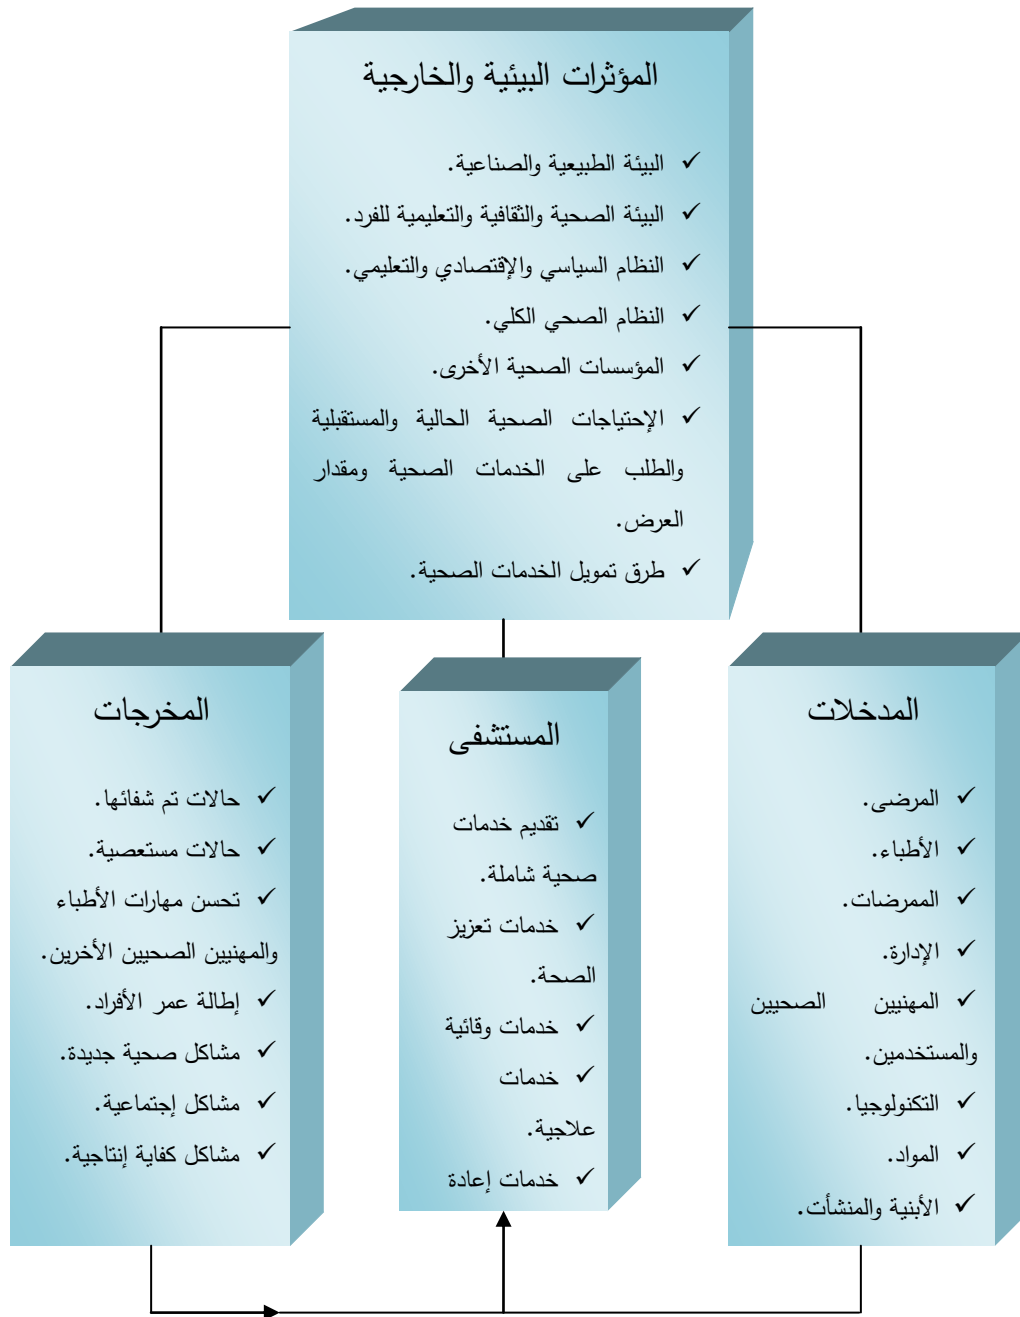 المؤثرات البيئية والخارجية
✓ البيئة الطبيعية والصناعية.
✓ البيئة الصحية والثقافية والتعليمية للفرد.
✓ النظام السياسي والإقتصادي والتعليمي.
✓ النظام الصحي الكلي.
✓ المؤسسات الصحية الأخرى.
✓ الإحتياجات الصحية الحالية والمستقبلية
والطلب على الخدمات الصحية ومقدار
العرض.
✓ طرق تمويل الخدمات الصحية.
المدخلات
✓ المرضى.
✓ الأطباء.
✓ الممرضات.
✓ الإدارة.
✓ المهنيين الصحيين
والمستخدمين.
✓ التكنولوجيا.
✓ المواد.
✓ الأبنية والمنشأت.
المستشفى
✓ تقديم خدمات
صحية شاملة.
✓ خدمات تعزيز
الصحة.
✓ خدمات وقائية
✓ خدمات
علاجية.
✓ خدمات إعادة
المخرجات
✓ حالات تم شفائها.
✓ حالات مستعصية.
✓ تحسن مهارات الأطباء
والمهنيين الصحيين الأخرين.
✓ إطالة عمر الأفراد.
✓ مشاكل صحية جديدة.
✓ مشاكل إجتماعية.
✓ مشاكل كفاية إنتاجية.